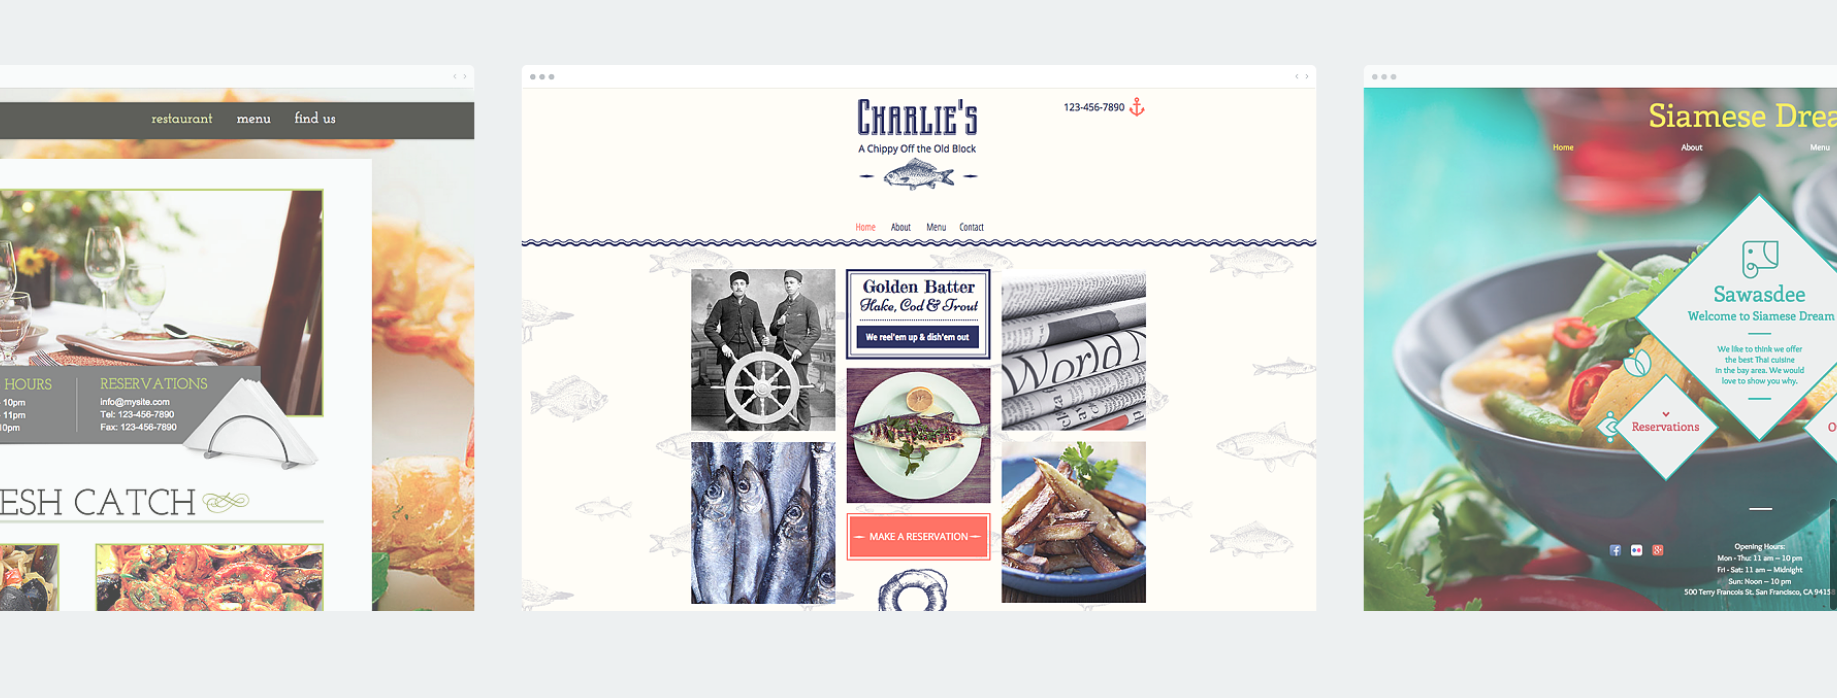 restaurant menu find us
HOURS
10pm
11pm
10pm
RESERVATIONS
info@mysite.com
Tel: 123-456-7890
Fax: 123-456-7890
ESH CATCH
CHARLIE'S
A Chippy Off the Old Block
123-456-7890
Home About Menu Contact
Golden Batter
Hake, Cod & Trout
We reel'em up & dish'em out
World
MAKE A RESERVATION
Siamese Drea
Home About Menu
Sawasdee
Welcome to Siamese Dream
We like to think we offer
the best Thai cuisine
in the bay area. We would
love to show you why.
Reservations
O
Opening Hours:
Mon - Thu: 11 am – 10 pm
Fri - Sat: 11 am – Midnight
Sun: Noon – 10 pm
500 Terry Francois St. San Francisco, CA 94158